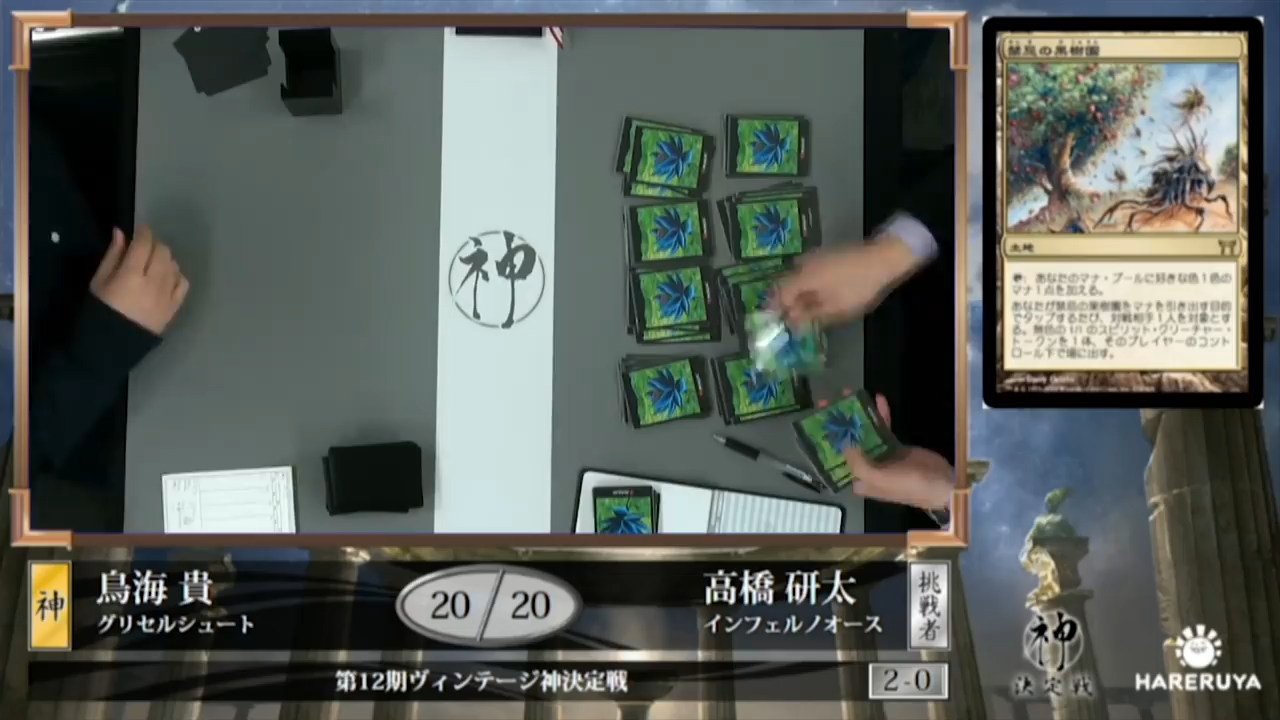 神
禁忌の果樹園
土地
: あなたのマナ・プールに好きな色1色の
マナ1点を加える。
あなたが禁忌の果樹園をマナを引き出す目的
でタップするたび、対戦相手1人を対象とす
る。無色の1/1のスピリット・クリーチャー・
トークンを1体、そのプレイヤーのコント
ロール下で場に出す。
神
鳥海 貴
グリセルシュート
20 / 20
高橋 研太
インフェルノオース
挑戦者
第12期ヴィンテージ神決定戦
2-0
神
決定戦
HARERUYA